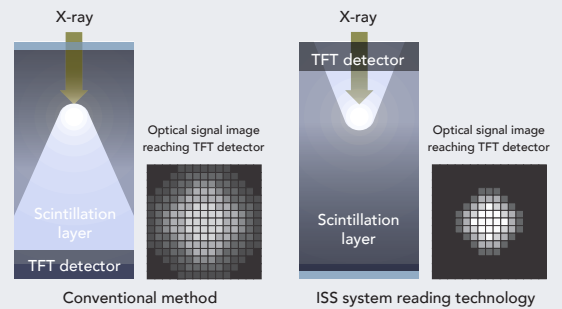 X-ray
Optical signal image
reaching TFT detector
Scintillation
layer
TFT detector
Conventional method
X-ray
TFT detector
Optical signal image
reaching TFT detector
Scintillation
layer
ISS system reading technology